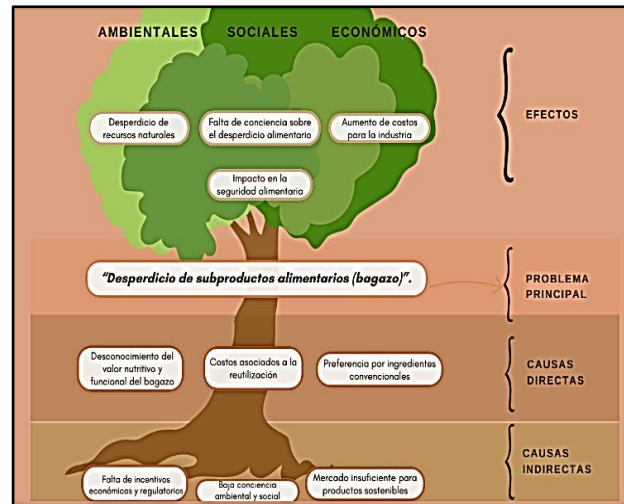 AMBIENTALES SOCIALES ECONÓMICOS
Desperdicio de
recursos naturales
Falta de conciencia sobre
el desperdicio alimentario
Aumento de costos
para la industria
EFECTOS
Impacto en la
seguridad alimentaria
“Desperdicio de subproductos alimentarios (bagazo)”.
PROBLEMA
PRINCIPAL
Desconocimiento del
valor nutritivo y
funcional del bagazo
Costos asociados a la
reutilización
Preferencia por ingredientes
convencionales
CAUSAS
DIRECTAS
Falta de incentivos
económicos y regulatorios
Baja conciencia
ambiental y social
Mercado insuficiente para
productos sostenibles
CAUSAS
INDIRECTAS